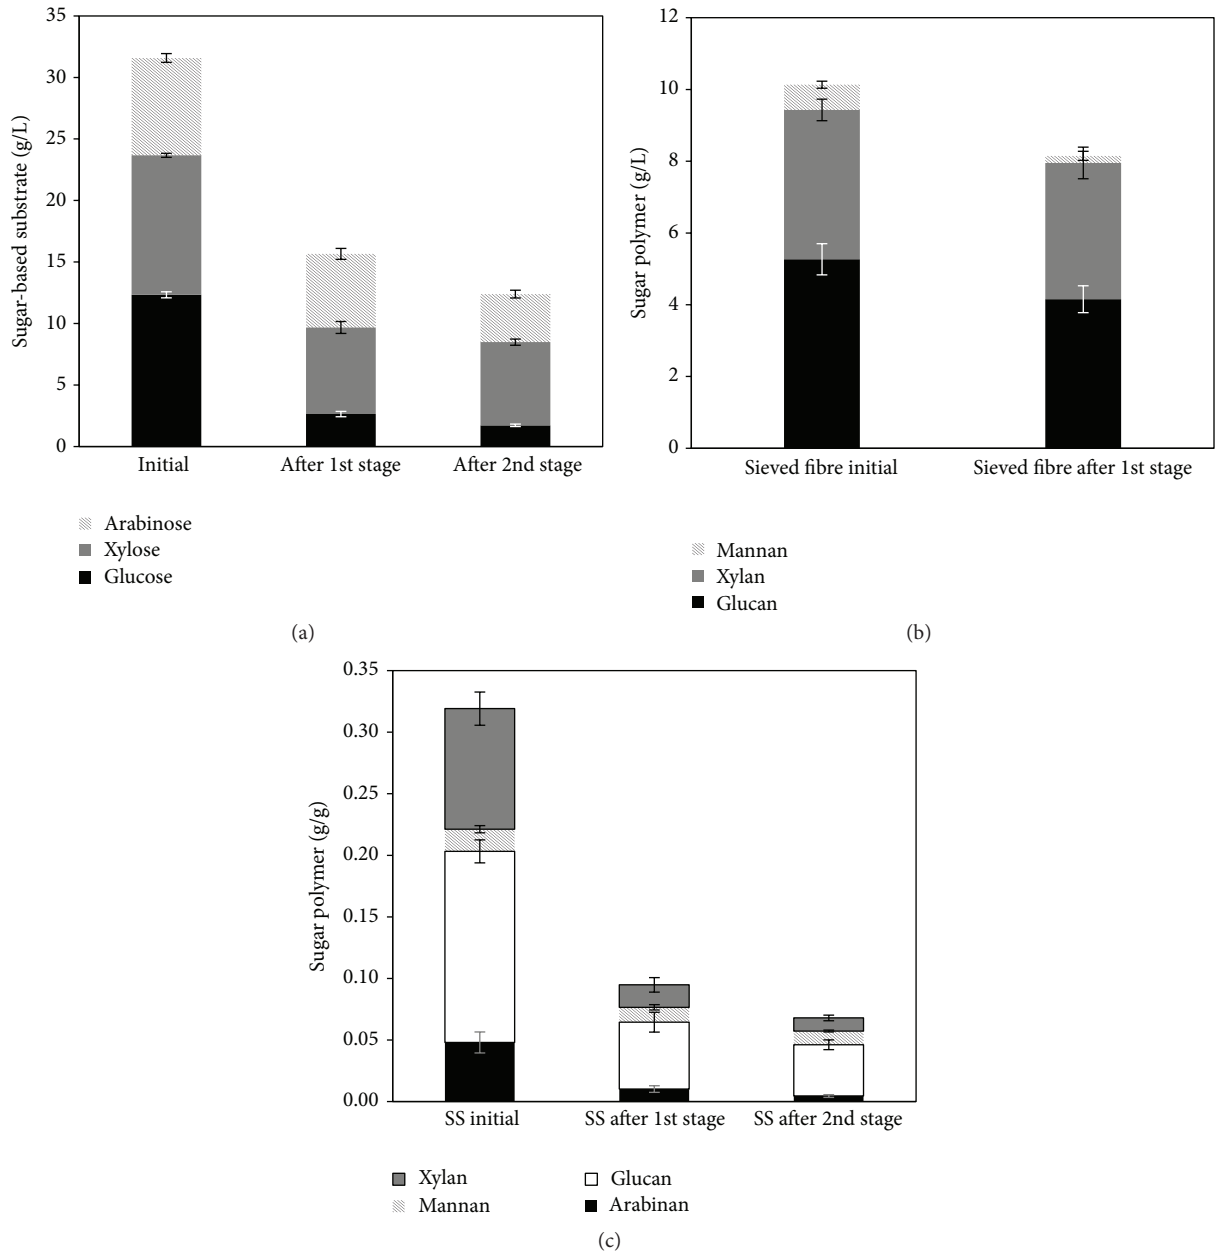 35
30
25
20
15
10
5
0
Sugar-based substrate (g/L)
Initial
After 1st stage
After 2nd stage
Arabinose
Xylose
Glucose
(a)
12
10
8
6
4
2
0
Sugar polymer (g/L)
Sieved fibre initial
Sieved fibre after 1st stage
Mannan
Xylan
Glucan
(b)
0.35
0.30
0.25
0.20
0.15
0.10
0.05
0.00
Sugar polymer (g/g)
SS initial
SS after 1st stage
SS after 2nd stage
Xylan
Glucan
Mannan
Arabinan
(c)